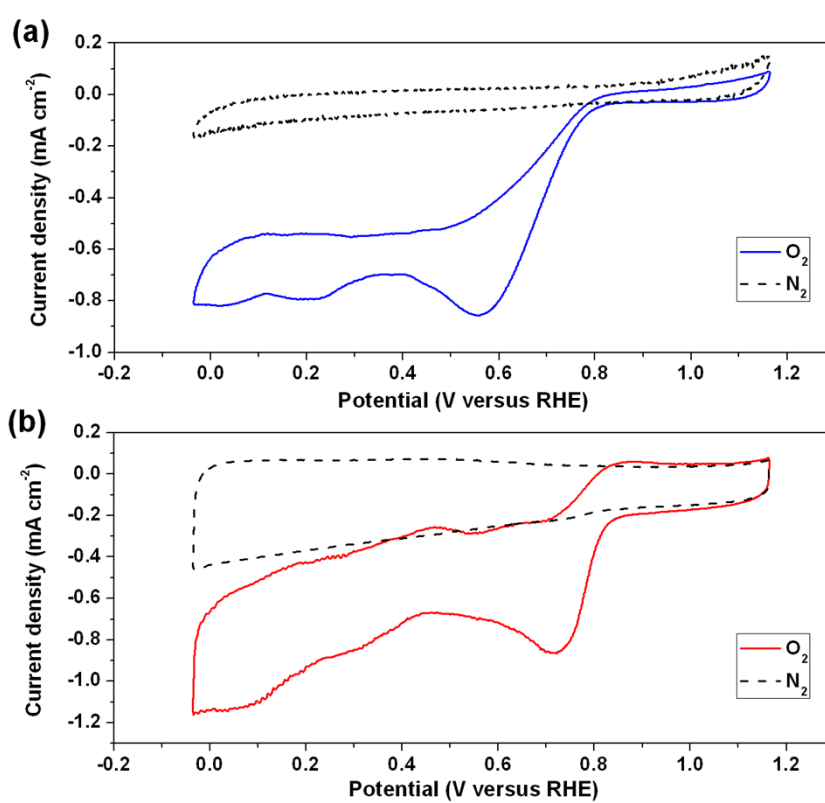 (a)
0.2
0.0
-0.2
-0.4
-0.6
-0.8
-1.0
Current density (mA cm⁻²)
O₂
N₂
-0.2 0.0 0.2 0.4 0.6 0.8 1.0 1.2
Potential (V versus RHE)
(b)
0.2
0.0
-0.2
-0.4
-0.6
-0.8
-1.0
-1.2
Current density (mA cm⁻²)
O₂
N₂
-0.2 0.0 0.2 0.4 0.6 0.8 1.0 1.2
Potential (V versus RHE)